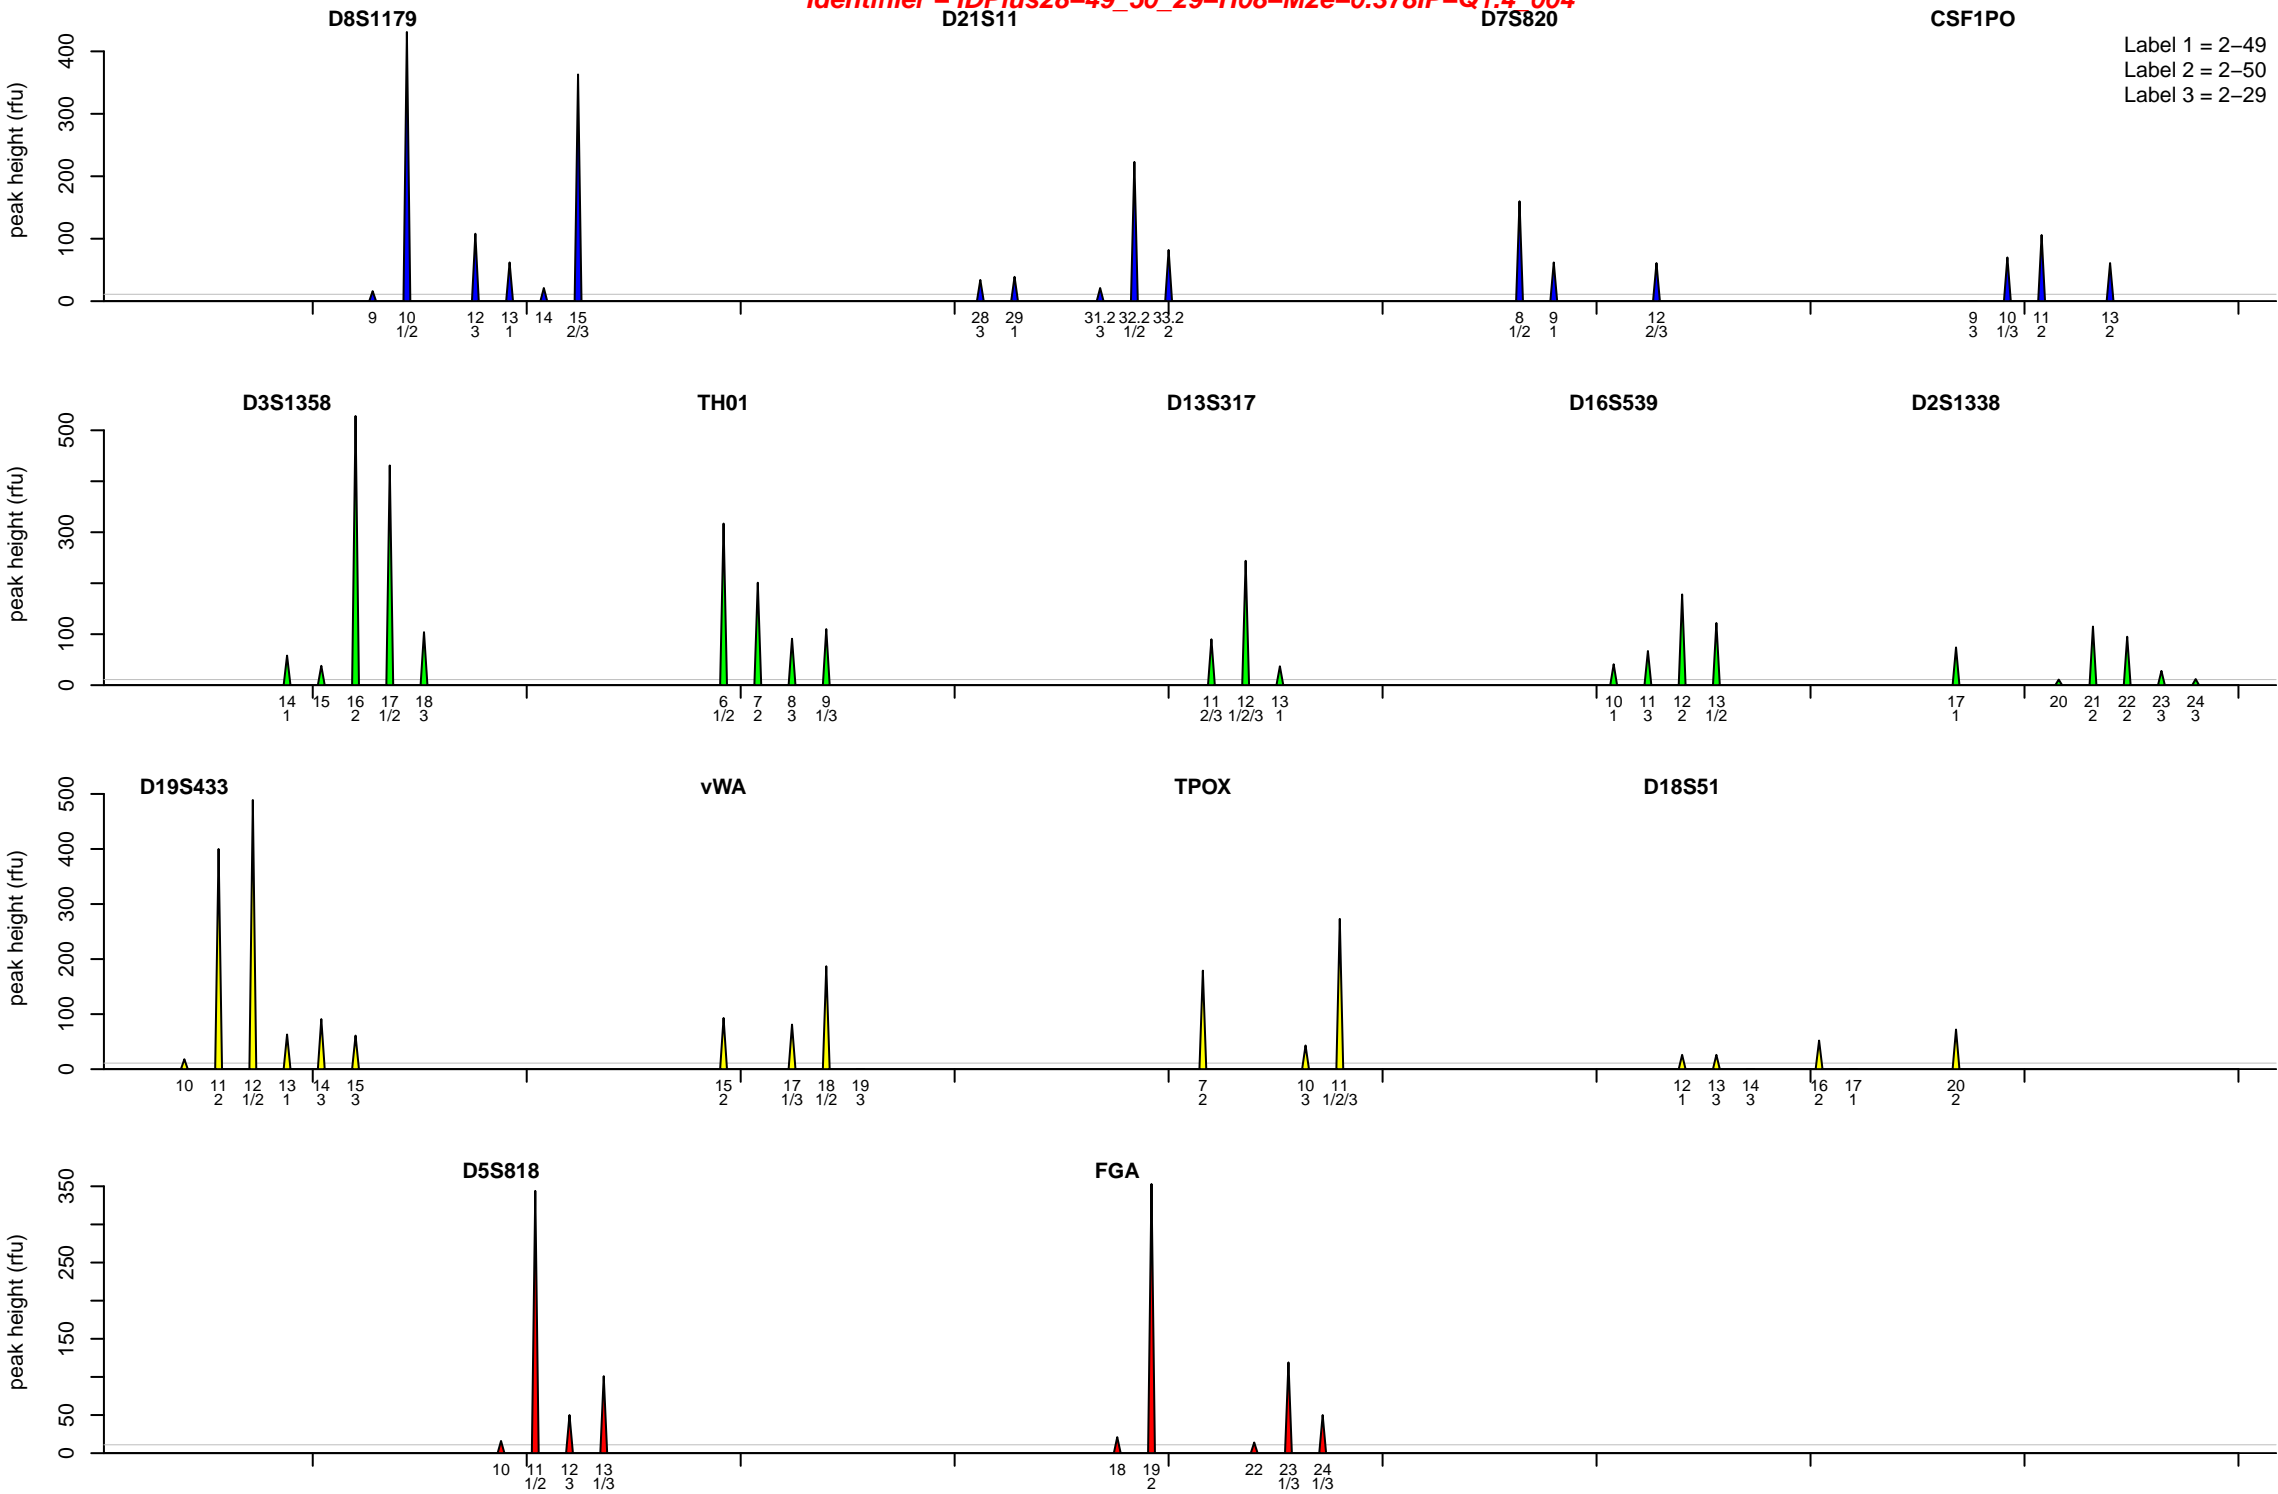 D8S1179 D21S11 D7S820 CSF1PO
Label 1 = 2−49
Label 2 = 2−50
Label 3 = 2−29
peak height (rfu)
0 100 200 300 400
9 10 12 13 14 15 28 29 31.2 32.2 33.2 8 9 12 9 10 11 13
1/2 3 1 2/3 3 1 3 1/2 2 1/2 1 2/3 3 1/3 2 2
D3S1358 TH01 D13S317 D16S539 D2S1338
peak height (rfu)
0 100 300 500
14 15 16 17 18 6 7 8 9 11 12 13 10 11 12 13 17 20 21 22 23 24
1 2 1/2 3 1/2 2 3 1/3 2/3 1/2/3 1 1 3 2 1/2 1 2 2 3 3
D19S433 vWA TPOX D18S51
peak height (rfu)
0 100 200 300 400 500
10 11 12 13 14 15 15 17 18 19 7 10 11 12 13 14 16 17 20
2 1/2 1 3 3 2 1/3 1/2 3 2 3 1/2/3 1 3 3 2 1 2
D5S818 FGA
peak height (rfu)
0 50 150 250 350
10 11 12 13 18 19 22 23 24
1/2 3 1/3 2 1/3 1/3